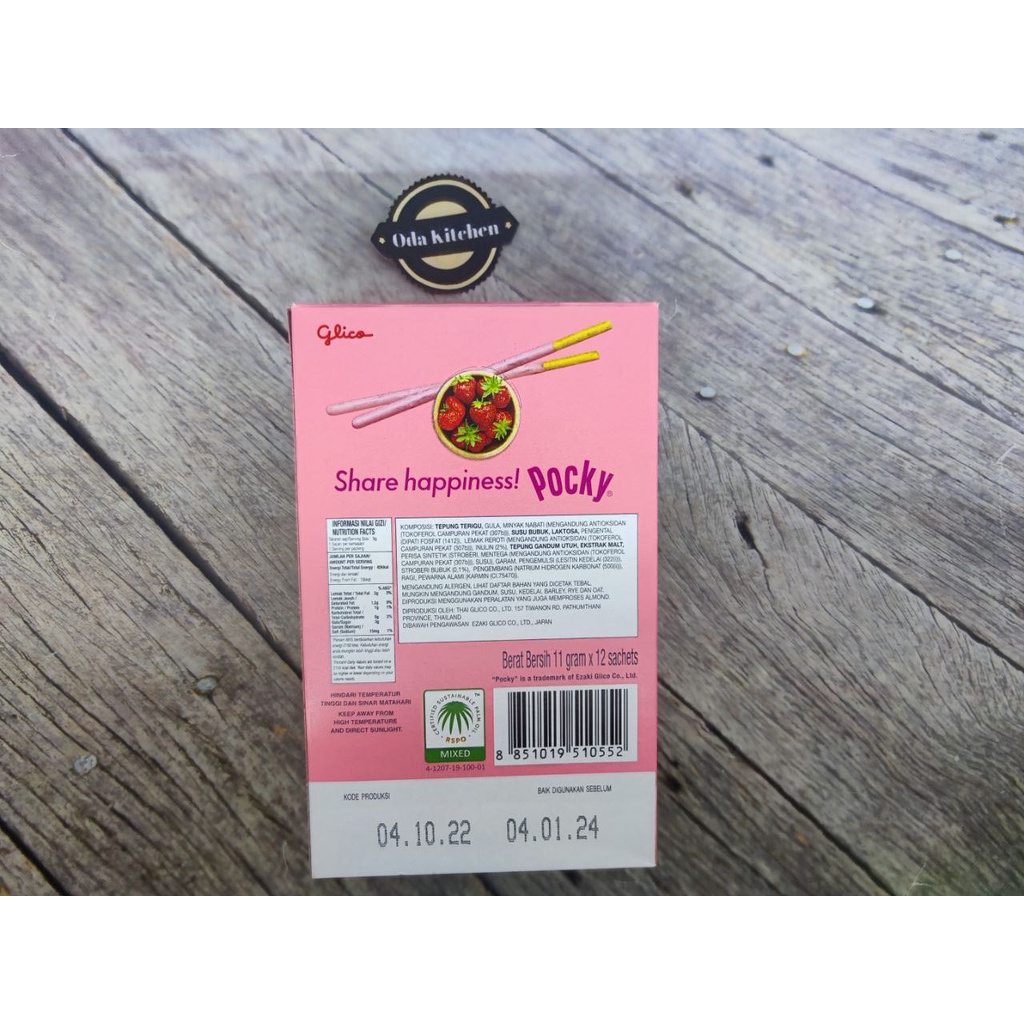 Oda Kitchen
Glico
Share happiness! Pocky®
INFORMASI NILAI GIZI/
NUTRITION FACTS
JUMLAH PER SAJIAN/
AMOUNT PER SERVING
KOMPOSISI: TEPUNG TERIGU, GULA, MINYAK NABATI (MENGANDUNG ANTIOKSIDAN
(TOKOFEROL CAMPURAN PEKAT (307b))), SUSU BUBUK, LAKTOSA, PENGENTAL
(DIPATI FOSFAT (1412)), LEMAK REROTI (MENGANDUNG ANTIOKSIDAN (TOKOFEROL
CAMPURAN PEKAT (307b))), INULIN (2%), TEPUNG GANDUM UTUH, EKSTRAK MALT,
PERISA SINTETIK (STROBERI), MENTEGA (MENGANDUNG ANTIOKSIDAN (TOKOFEROL
CAMPURAN PEKAT (307b)), SUSU), GARAM, PENGEMULSI (LESITIN KEDELAI (322(i))),
STROBERI BUBUK (0,1%), PENGEMBANG (NATRIUM HIDROGEN KARBONAT (500(ii))),
RAGI, PEWARNA ALAMI (KARMIN (CI.75470)).
MENGANDUNG ALERGEN, LIHAT DAFTAR BAHAN YANG DICETAK TEBAL.
MUNGKIN MENGANDUNG GANDUM, SUSU, KEDELAI, BARLEY, RYE DAN OAT.
DIPRODUKSI MENGGUNAKAN PERALATAN YANG JUGA MEMPROSES ALMOND.
DIPRODUKSI OLEH: THAI GLICO CO., LTD. 157 TIWANON RD. PATHUMTHANI
PROVINCE, THAILAND
DIBAWAH PENGAWASAN EZAKI GLICO CO., LTD., JAPAN
Berat Bersih 11 gram x 12 sachets
"Pocky" is a trademark of Ezaki Glico Co., Ltd.
HINDARI TEMPERATUR
TINGGI DAN SINAR MATAHARI
KEEP AWAY FROM
HIGH TEMPERATURE
AND DIRECT SUNLIGHT.
CERTIFIED SUSTAINABLE PALM OIL
RSPO
MIXED
4-1207-19-100-01
8 851019 510552
KODE PRODUKSI
BAIK DIGUNAKAN SEBELUM
04.10.22
04.01.24